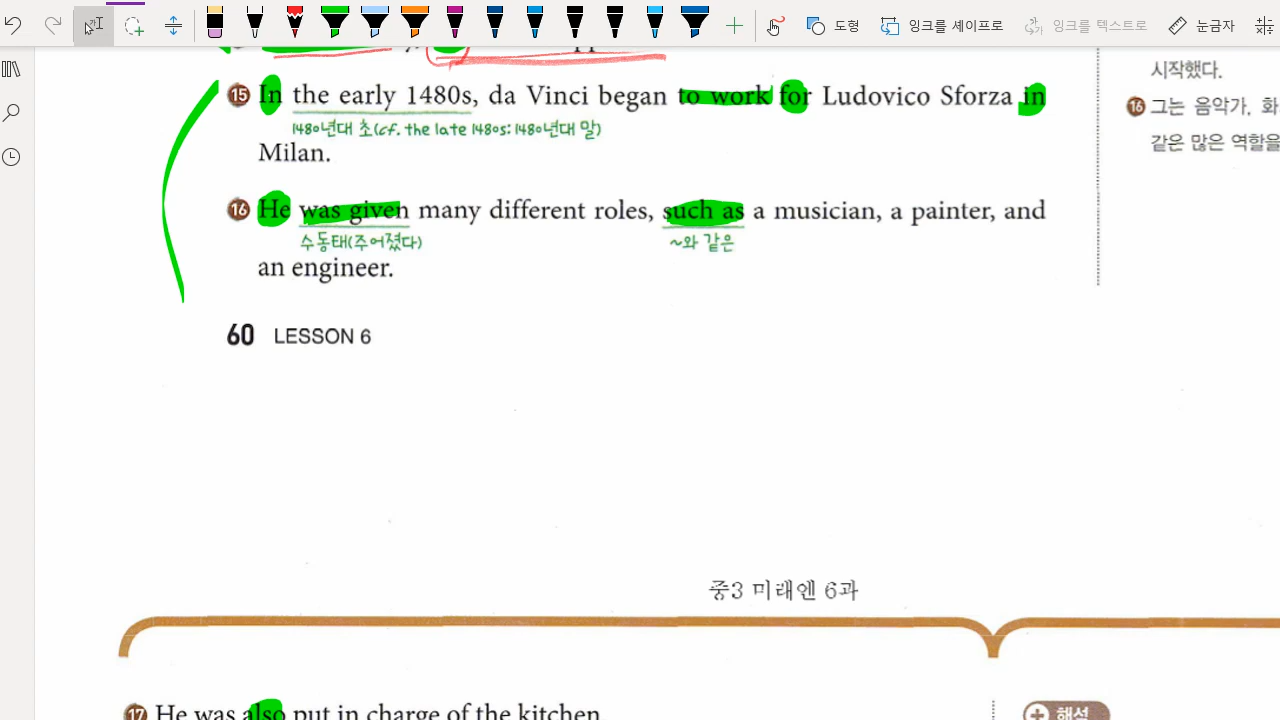 도형
잉크를 셰이프로
잉크를 텍스트로
눈금자
⑮ In the early 1480s, da Vinci began to work for Ludovico Sforza in
1480년대 초(cf. the late 1480s: 1480년대 말)
Milan.
⑯ He was given many different roles, such as a musician, a painter, and
수동태(주어졌다)
~와 같은
an engineer.
시작했다.
⑯ 그는 음악가, 화
같은 많은 역할을
60 LESSON 6
중3 미래엔 6과
⑰ He was also put in charge of the kitchen.
해설